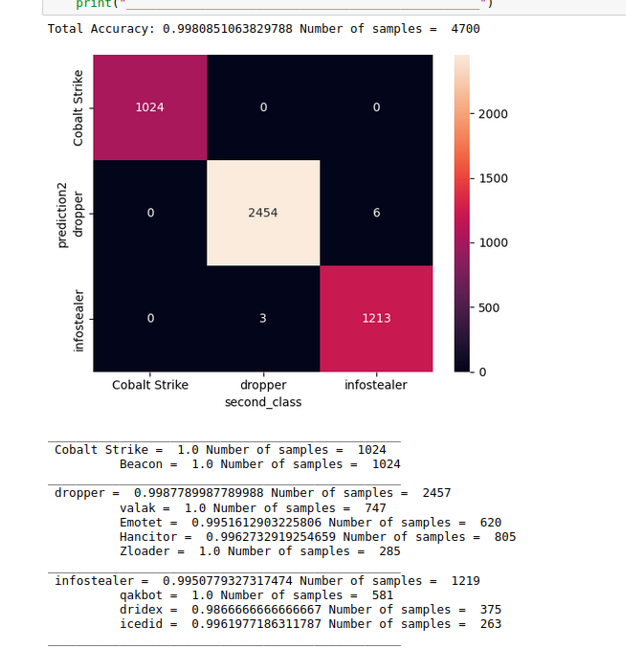 print("_______________________________________________")
Total Accuracy: 0.9980851063829788 Number of samples =  4700
Cobalt Strike
1024
0
0
2000
prediction2
dropper
0
2454
6
1500
1000
infostealer
0
3
1213
500
0
Cobalt Strike
dropper
infostealer
second_class
_______________________________________________
Cobalt Strike =  1.0 Number of samples =  1024
Beacon =  1.0 Number of samples =  1024
_______________________________________________
dropper =  0.9987789987789988 Number of samples =  2457
valak =  1.0 Number of samples =  747
Emotet =  0.9951612903225806 Number of samples =  620
Hancitor =  0.9962732919254659 Number of samples =  805
Zloader =  1.0 Number of samples =  285
_______________________________________________
infostealer =  0.9950779327317474 Number of samples =  1219
qakbot =  1.0 Number of samples =  581
dridex =  0.9866666666666667 Number of samples =  375
icedid =  0.9961977186311787 Number of samples =  263
_______________________________________________